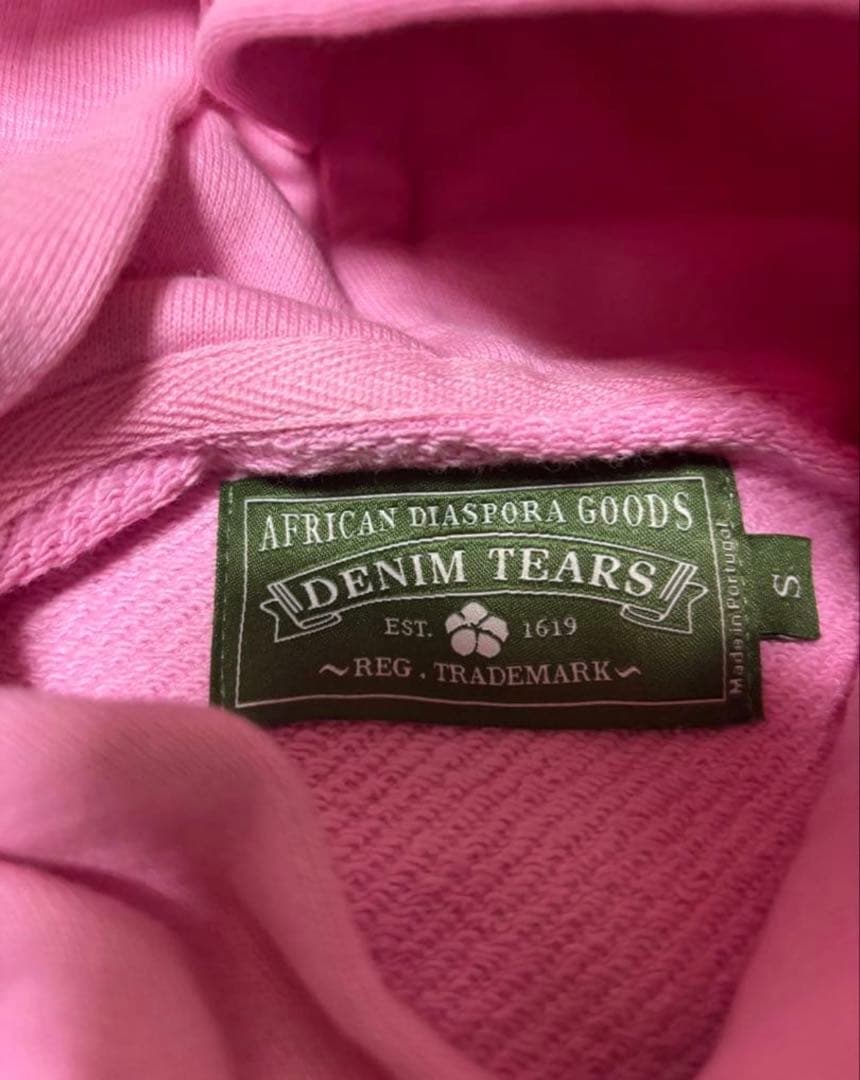 AFRICAN DIASPORA GOODS
DENIM TEARS
EST. 1619
~REG. TRADEMARK~
Made in Portugal
S